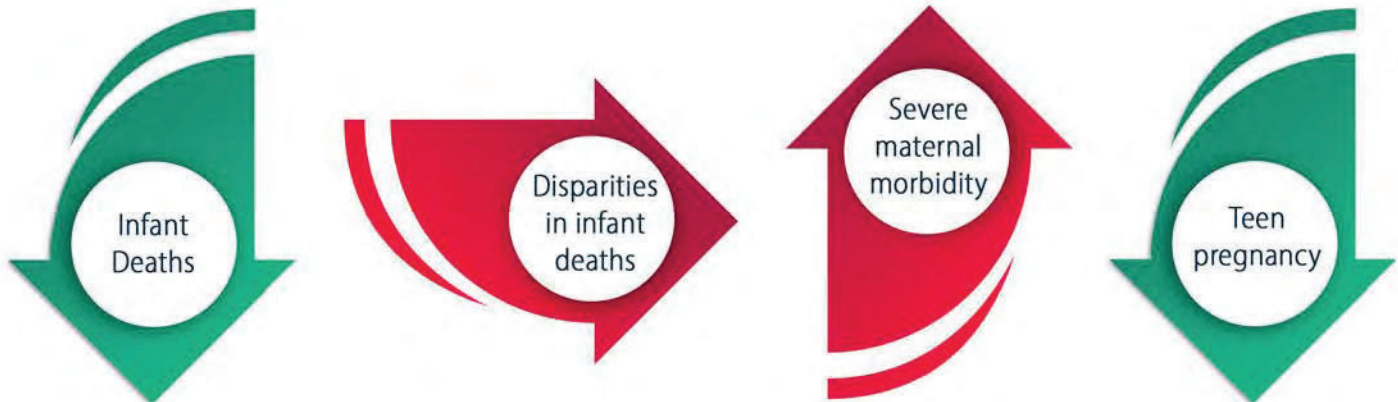 Infant
Deaths
Disparities
in infant
deaths
Severe
maternal
morbidity
Teen
pregnancy